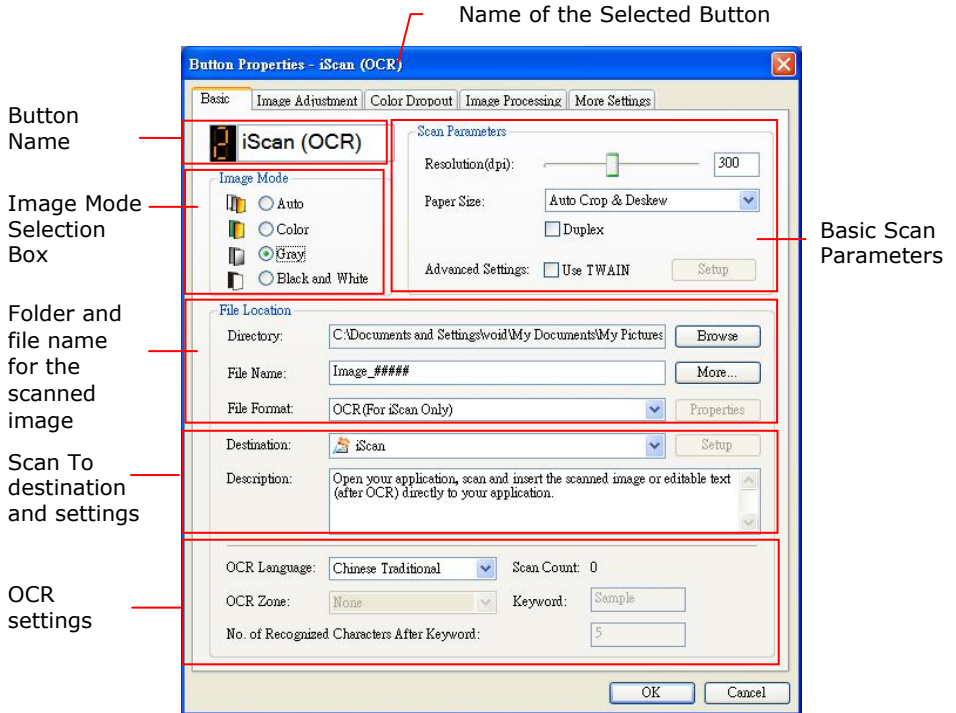 Name of the Selected Button
Button Properties - iScan (OCR)
Basic Image Adjustment Color Dropout Image Processing More Settings
Button
Name
2 iScan (OCR)
Image Mode
Selection
Box
Image Mode
Auto
Color
Gray
Black and White
Scan Parameters
Resolution(dpi): 300
Paper Size: Auto Crop & Deskew
Duplex
Advanced Settings: Use TWAIN Setup
Basic Scan
Parameters
Folder and
file name
for the
scanned
image
File Location
Directory: C:\Documents and Settings\void\My Documents\My Pictures Browse
File Name: Image_##### More...
File Format: OCR(For iScan Only) Properties
Scan To
destination
and settings
Destination: iScan Setup
Description: Open your application, scan and insert the scanned image or editable text
(after OCR) directly to your application.
OCR
settings
OCR Language: Chinese Traditional Scan Count: 0
OCR Zone: None Keyword: Sample
No. of Recognized Characters After Keyword: 5
OK Cancel